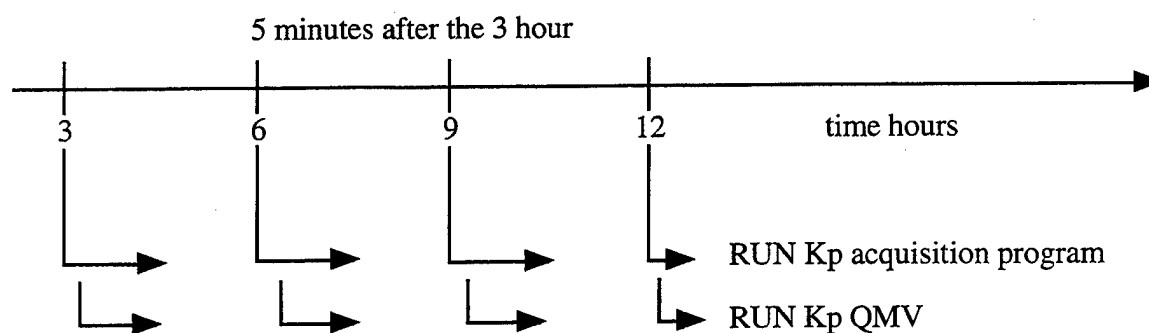 5 minutes after the 3 hour
3 6 9 12 time hours
RUN Kp acquisition program
RUN Kp QMV